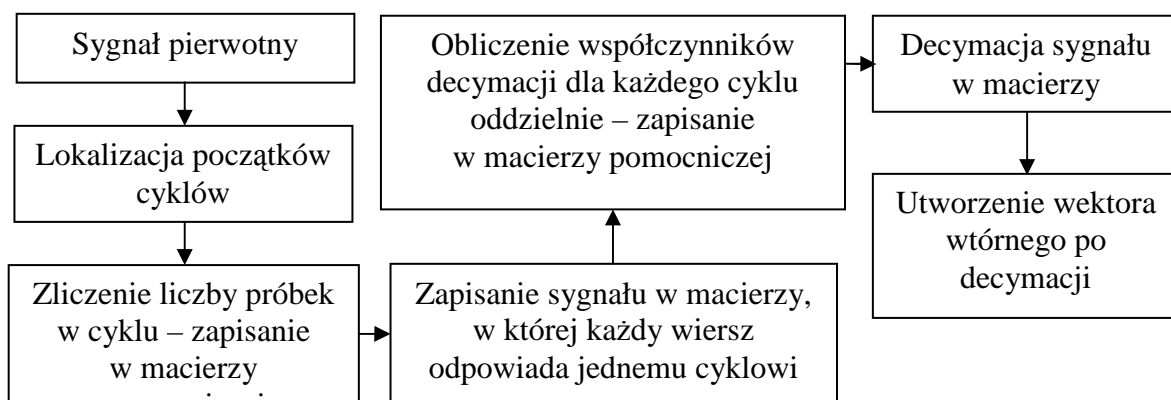 Sygnał pierwotny
Lokalizacja początków
cyklów
Zliczenie liczby próbek
w cyklu – zapisanie
w macierzy
Zapisanie sygnału w macierzy,
w której każdy wiersz
odpowiada jednemu cyklowi
Obliczenie współczynników
decymacji dla każdego cyklu
oddzielnie – zapisanie
w macierzy pomocniczej
Decymacja sygnału
w macierzy
Utworzenie wektora
wtórnego po
decymacji